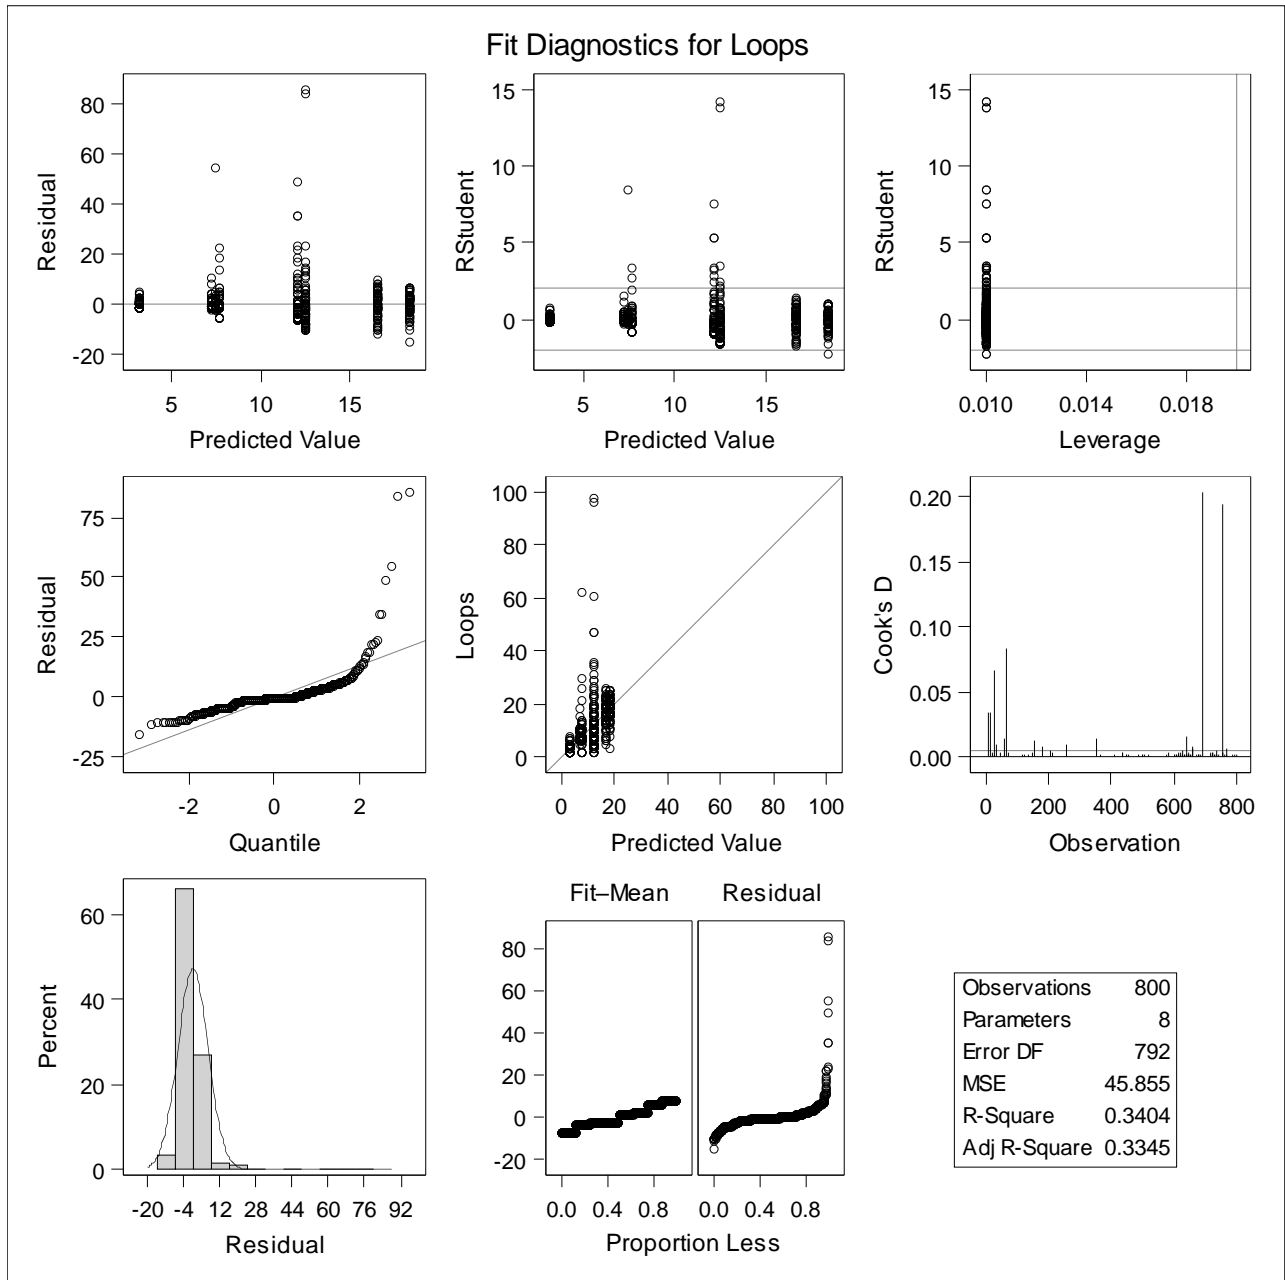 Fit Diagnostics for Loops
80
60
40
20
0
-20
Residual
5 10 15
Predicted Value
15
10
5
0
RStudent
5 10 15
Predicted Value
15
10
5
0
RStudent
0.010 0.014 0.018
Leverage
75
50
25
0
-25
Residual
-2 0 2
Quantile
100
80
60
40
20
0
Loops
0 20 40 60 80 100
Predicted Value
0.20
0.15
0.10
0.05
0.00
Cook's D
0 200 400 600 800
Observation
60
40
20
0
Percent
-20 -4 12 28 44 60 76 92
Residual
Fit–Mean Residual
80
60
40
20
0
-20
0.0 0.4 0.8 0.0 0.4 0.8
Proportion Less
Observations 800
Parameters 8
Error DF 792
MSE 45.855
R-Square 0.3404
Adj R-Square 0.3345